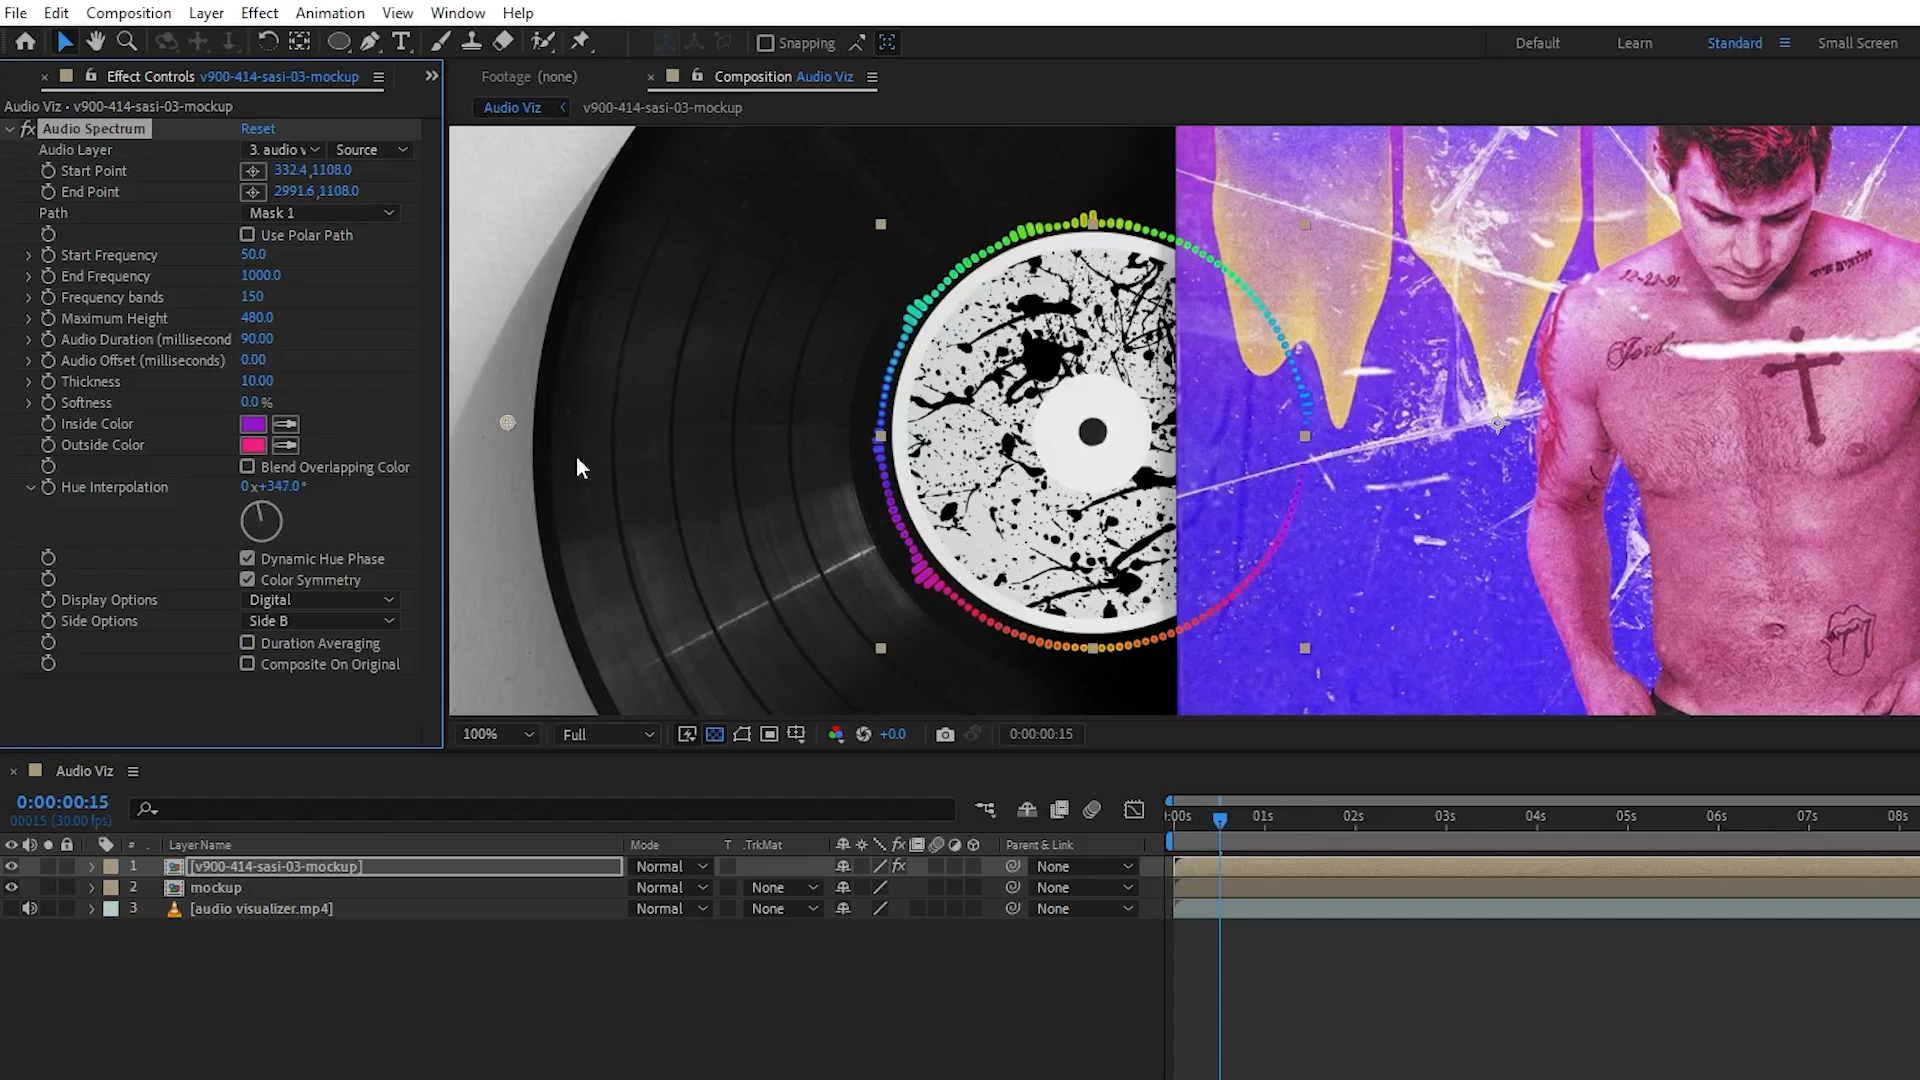 File Edit Composition Layer Effect Animation View Window Help
Snapping Default Learn Standard Small Screen
Effect Controls v900-414-sasi-03-mockup
Footage (none) Composition Audio Viz
Audio Viz • v900-414-sasi-03-mockup
Audio Viz v900-414-sasi-03-mockup
fx Audio Spectrum Reset
Audio Layer 3. audio v Source
Start Point 332.4,1108.0
End Point 2991.6,1108.0
Path Mask 1
Use Polar Path
Start Frequency 50.0
End Frequency 1000.0
Frequency bands 150
Maximum Height 480.0
Audio Duration (millisecond 90.00
Audio Offset (milliseconds) 0.00
Thickness 10.00
Softness 0.0 %
Inside Color
Outside Color
Blend Overlapping Color
Hue Interpolation 0 x+347.0 °
Dynamic Hue Phase
Color Symmetry
Display Options Digital
Side Options Side B
Duration Averaging
Composite On Original
12-22-91
100% Full +0.0 0:00:00:15
Audio Viz
0:00:00:15
00015 (30.00 fps)
:00s 01s 02s 03s 04s 05s 06s 07s 08s
# . Layer Name Mode T .TrkMat fx Parent & Link
1 [v900-414-sasi-03-mockup] Normal fx None
2 mockup Normal None None
3 [audio visualizer.mp4] Normal None None